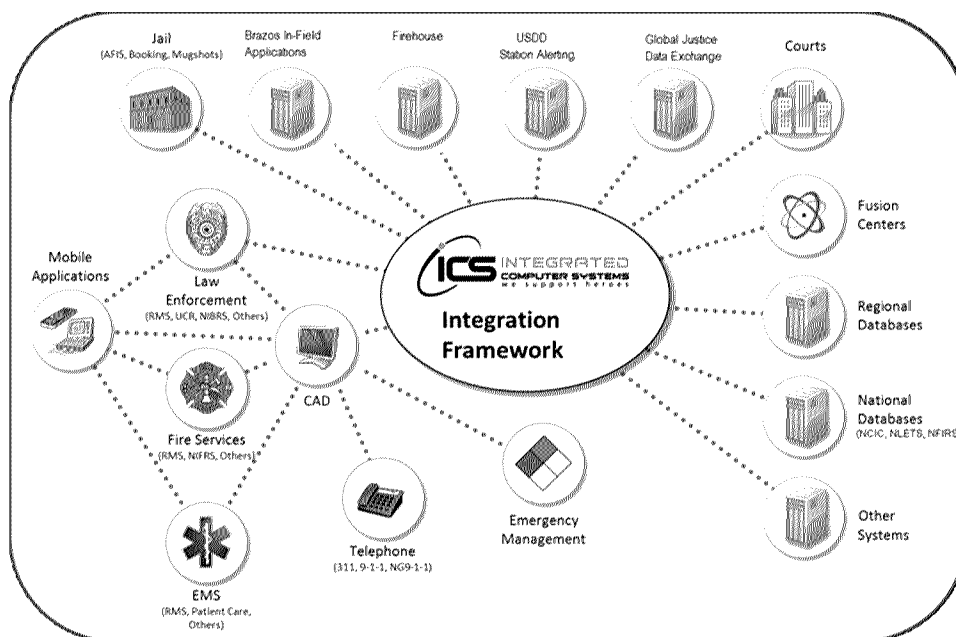 Jail
(AFIS, Booking, Mugshots)
Brazos In-Field
Applications
Firehouse
USDD
Station Alerting
Global Justice
Data Exchange
Courts
Fusion
Centers
Mobile
Applications
Law
Enforcement
(RMS, UCR, NIBRS, Others)
ICS INTEGRATED
COMPUTER SYSTEMS
we support heroes
Integration
Framework
Regional
Databases
CAD
National
Databases
(NCIC, NLETS, NFIRS
Fire Services
(RMS, NIFRS, Others)
Emergency
Management
Other
Systems
Telephone
(311, 9-1-1, NG9-1-1)
EMS
(RMS, Patient Care,
Others)